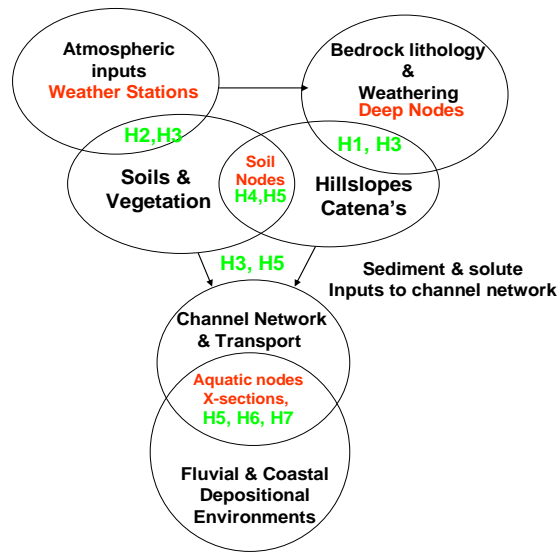 Atmospheric
inputs
Weather Stations
Bedrock lithology
&
Weathering
Deep Nodes
H2,H3
H1, H3
Soils &
Vegetation
Soil
Nodes
H4,H5
Hillslopes
Catena's
H3, H5
Sediment & solute
Inputs to channel network
Channel Network
& Transport
Aquatic nodes
X-sections,
H5, H6, H7
Fluvial & Coastal
Depositional
Environments